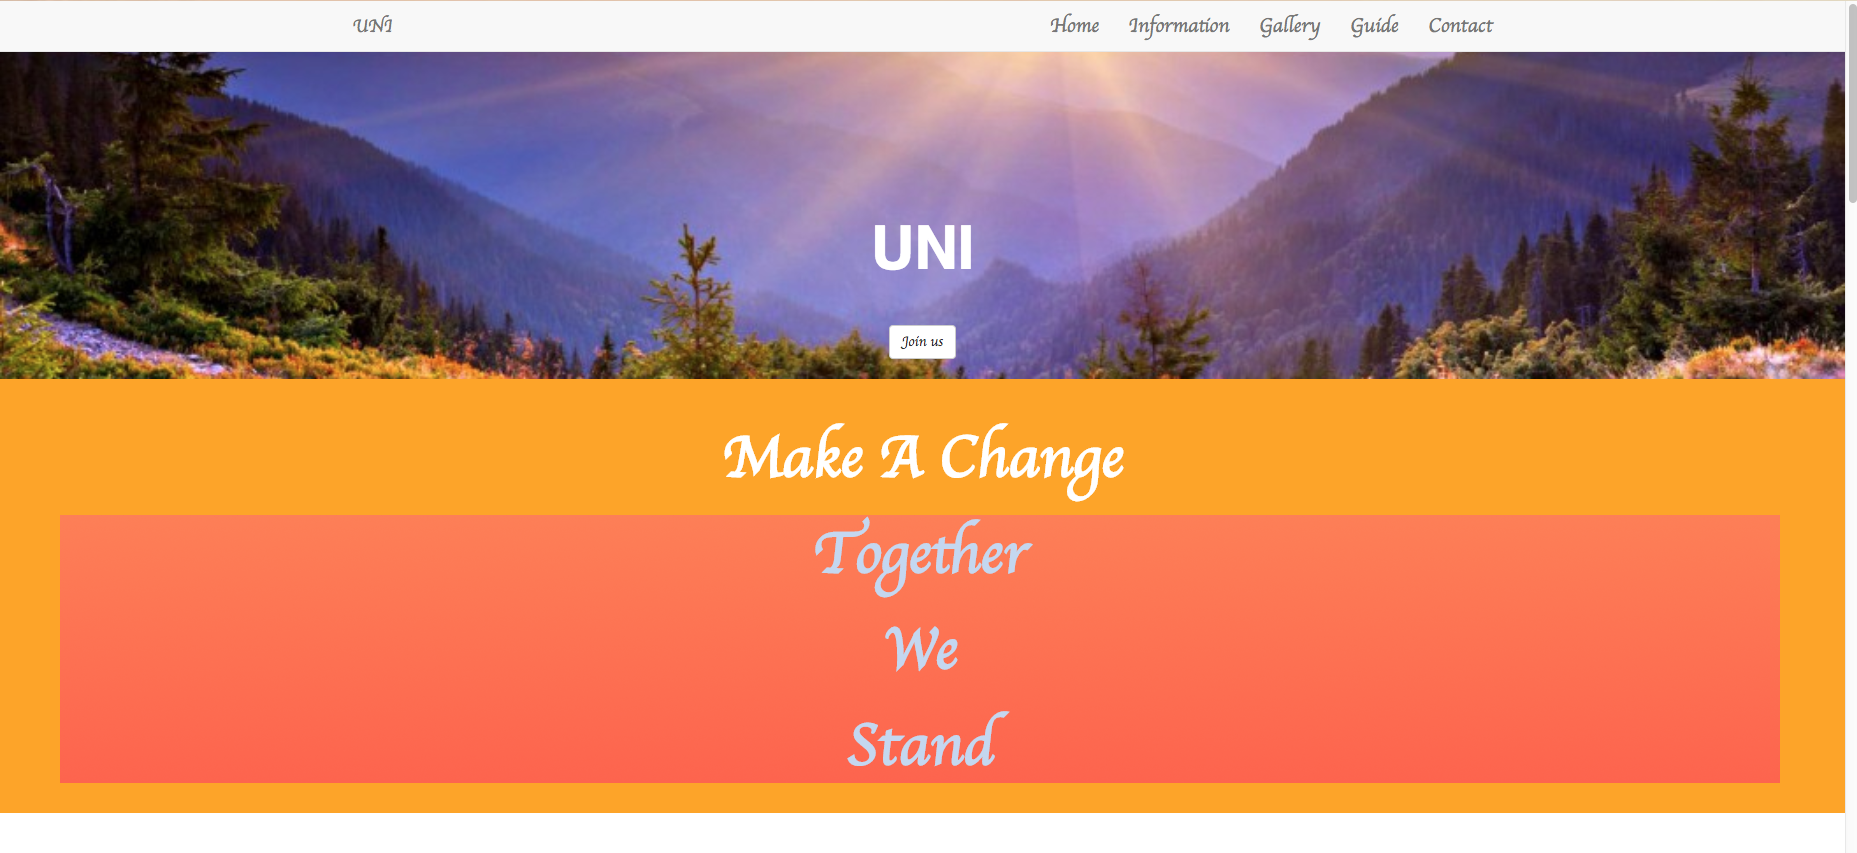 UNI Home Information Gallery Guide Contact
UNI
Join us
Make A Change
Together
We
Stand